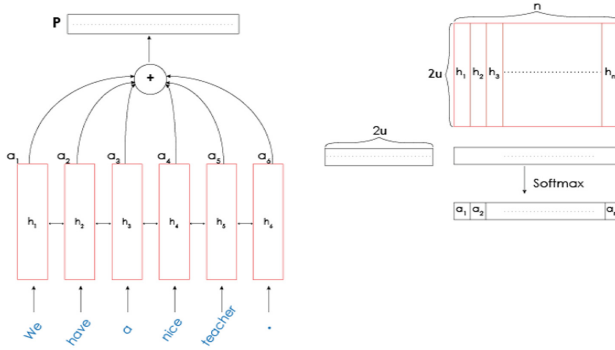 P
+
a1 a2 a3 a4 a5 a6
h1 h2 h3 h4 h5 h6
We have a nice teacher .
n
2u
h1 h2 h3 hn
2u
Softmax
a1 a2